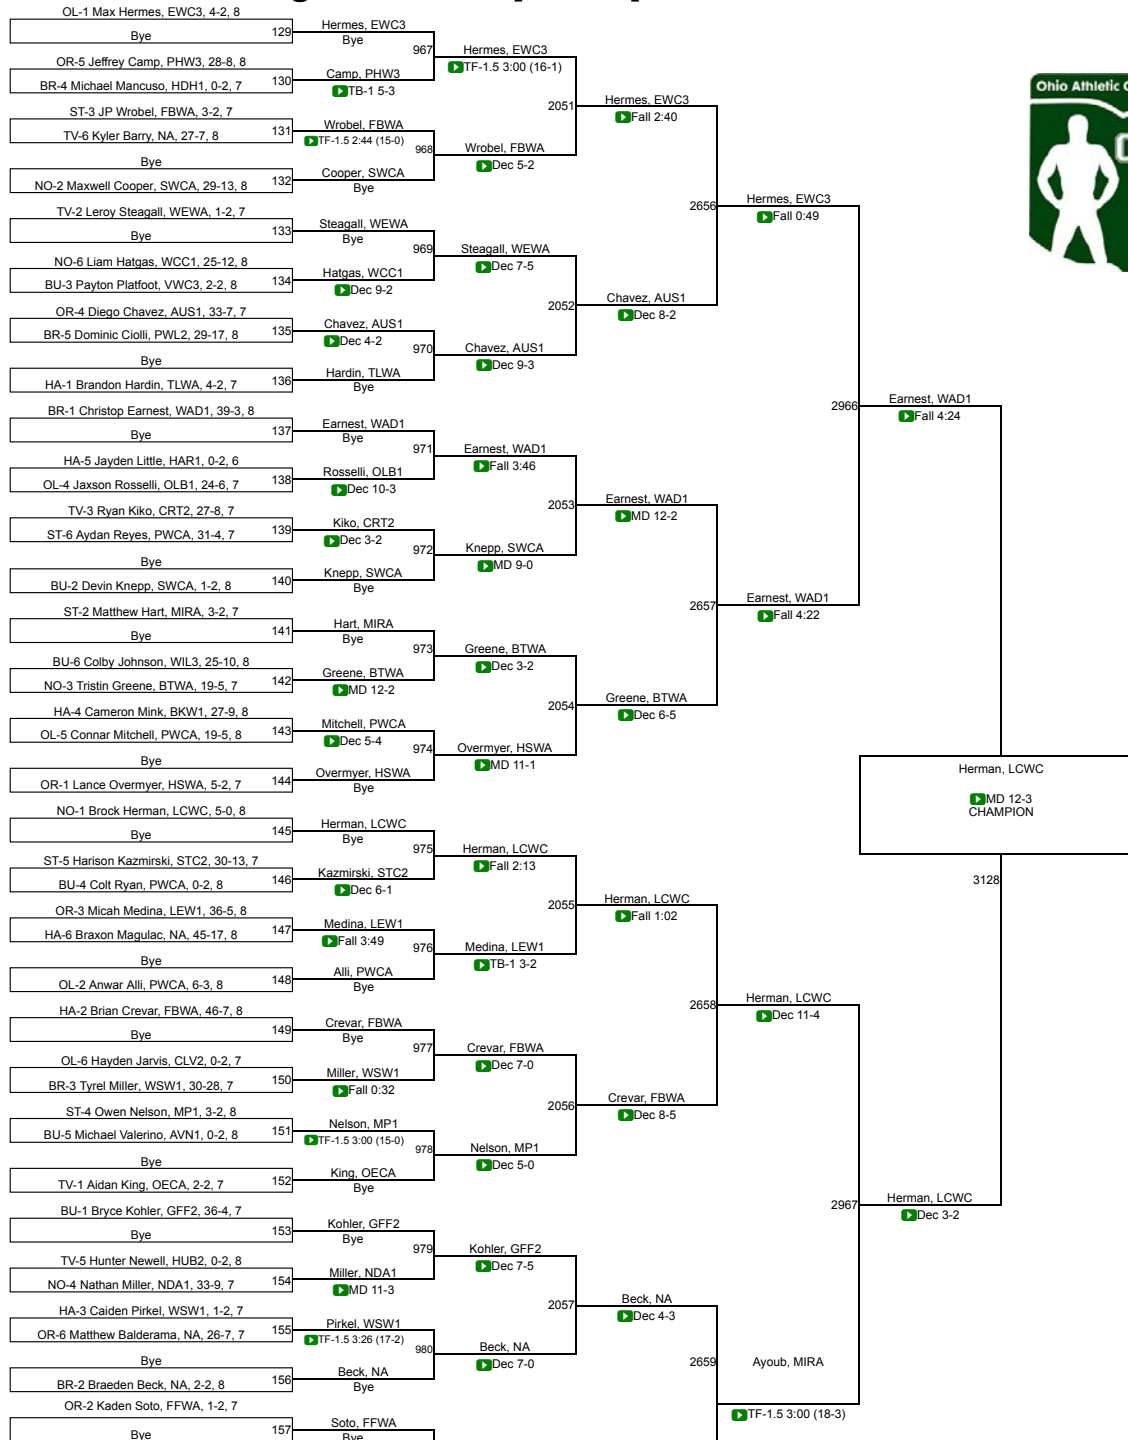 OL-1 Max Hermes, EWC3, 4-2, 8
Bye
129
Hermes, EWC3
Bye
967
OR-5 Jeffrey Camp, PHW3, 28-8, 8
BR-4 Michael Mancuso, HDH1, 0-2, 7
130
Camp, PHW3
TB-1 5-3
Hermes, EWC3
TF-1.5 3:00 (16-1)
2051
ST-3 JP Wrobel, FBWA, 3-2, 7
TV-6 Kyler Barry, NA, 27-7, 8
131
Wrobel, FBWA
TF-1.5 2:44 (15-0)
968
Bye
NO-2 Maxwell Cooper, SWCA, 29-13, 8
132
Cooper, SWCA
Bye
Wrobel, FBWA
Dec 5-2
Hermes, EWC3
Fall 2:40
2656
TV-2 Leroy Steagall, WEWA, 1-2, 7
Bye
133
Steagall, WEWA
Bye
969
NO-6 Liam Hatgas, WCC1, 25-12, 8
BU-3 Payton Platfoot, VWC3, 2-2, 8
134
Hatgas, WCC1
Dec 9-2
Steagall, WEWA
Dec 7-5
2052
OR-4 Diego Chavez, AUS1, 33-7, 7
BR-5 Dominic Ciolli, PWL2, 29-17, 8
135
Chavez, AUS1
Dec 4-2
970
Bye
HA-1 Brandon Hardin, TLWA, 4-2, 7
136
Hardin, TLWA
Bye
Chavez, AUS1
Dec 9-3
Chavez, AUS1
Dec 8-2
Hermes, EWC3
Fall 0:49
2966
BR-1 Christop Earnest, WAD1, 39-3, 8
Bye
137
Earnest, WAD1
Bye
971
HA-5 Jayden Little, HAR1, 0-2, 6
OL-4 Jaxson Rosselli, OLB1, 24-6, 7
138
Rosselli, OLB1
Dec 10-3
Earnest, WAD1
Fall 3:46
2053
TV-3 Ryan Kiko, CRT2, 27-8, 7
ST-6 Aydan Reyes, PWCA, 31-4, 7
139
Kiko, CRT2
Dec 3-2
972
Bye
BU-2 Devin Knepp, SWCA, 1-2, 8
140
Knepp, SWCA
Bye
Knepp, SWCA
MD 9-0
Earnest, WAD1
MD 12-2
2657
ST-2 Matthew Hart, MIRA, 3-2, 7
Bye
141
Hart, MIRA
Bye
973
BU-6 Colby Johnson, WIL3, 25-10, 8
NO-3 Tristin Greene, BTWA, 19-5, 7
142
Greene, BTWA
MD 12-2
Greene, BTWA
Dec 3-2
2054
HA-4 Cameron Mink, BKW1, 27-9, 8
OL-5 Connar Mitchell, PWCA, 19-5, 8
143
Mitchell, PWCA
Dec 5-4
974
Bye
OR-1 Lance Overmyer, HSWA, 5-2, 7
144
Overmyer, HSWA
Bye
Overmyer, HSWA
MD 11-1
Greene, BTWA
Dec 6-5
Earnest, WAD1
Fall 4:22
Earnest, WAD1
Fall 4:24
Ohio Athletic C
Herman, LCWC
MD 12-3
CHAMPION
3128
NO-1 Brock Herman, LCWC, 5-0, 8
Bye
145
Herman, LCWC
Bye
975
ST-5 Harison Kazmirski, STC2, 30-13, 7
BU-4 Colt Ryan, PWCA, 0-2, 8
146
Kazmirski, STC2
Dec 6-1
Herman, LCWC
Fall 2:13
2055
OR-3 Micah Medina, LEW1, 36-5, 8
HA-6 Braxon Magulac, NA, 45-17, 8
147
Medina, LEW1
Fall 3:49
976
Bye
OL-2 Anwar Alli, PWCA, 6-3, 8
148
Alli, PWCA
Bye
Medina, LEW1
TB-1 3-2
Herman, LCWC
Fall 1:02
2658
HA-2 Brian Crevar, FBWA, 46-7, 8
Bye
149
Crevar, FBWA
Bye
977
OL-6 Hayden Jarvis, CLV2, 0-2, 7
BR-3 Tyrel Miller, WSW1, 30-28, 7
150
Miller, WSW1
Fall 0:32
Crevar, FBWA
Dec 7-0
2056
ST-4 Owen Nelson, MP1, 3-2, 8
BU-5 Michael Valerino, AVN1, 0-2, 8
151
Nelson, MP1
TF-1.5 3:00 (15-0)
978
Bye
TV-1 Aidan King, OECA, 2-2, 7
152
King, OECA
Bye
Nelson, MP1
Dec 5-0
Crevar, FBWA
Dec 8-5
Herman, LCWC
Dec 11-4
2967
Herman, LCWC
Dec 3-2
BU-1 Bryce Kohler, GFF2, 36-4, 7
Bye
153
Kohler, GFF2
Bye
979
TV-5 Hunter Newell, HUB2, 0-2, 8
NO-4 Nathan Miller, NDA1, 33-9, 7
154
Miller, NDA1
MD 11-3
Kohler, GFF2
Dec 7-5
2057
HA-3 Caiden Pirkel, WSW1, 1-2, 7
OR-6 Matthew Balderama, NA, 26-7, 7
155
Pirkel, WSW1
TF-1.5 3:26 (17-2)
980
Bye
BR-2 Braeden Beck, NA, 2-2, 8
156
Beck, NA
Bye
Beck, NA
Dec 7-0
Beck, NA
Dec 4-3
2659
Ayoub, MIRA
TF-1.5 3:00 (18-3)
OR-2 Kaden Soto, FFWA, 1-2, 7
Bye
157
Soto, FFWA
Bye